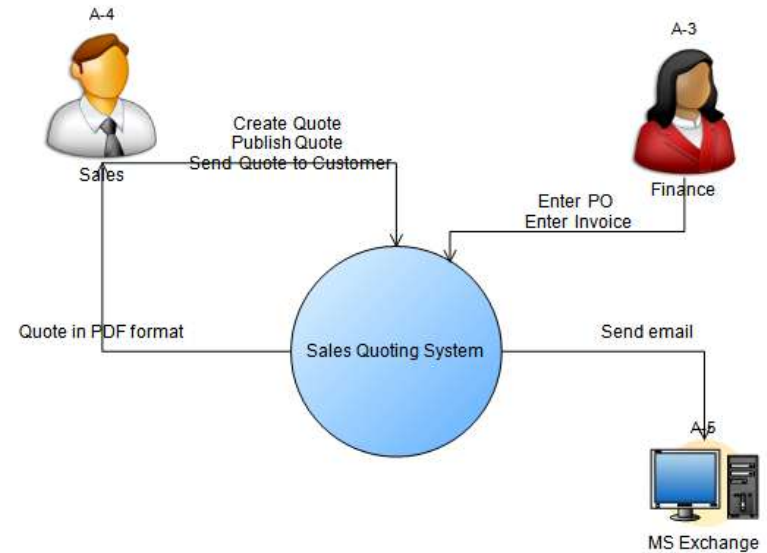 A-4
A-3
Create Quote
Publish Quote
Send Quote to Customer
Sales
Finance
Enter PO
Enter Invoice
Quote in PDF format
Sales Quoting System
Send email
A-5
MS Exchange